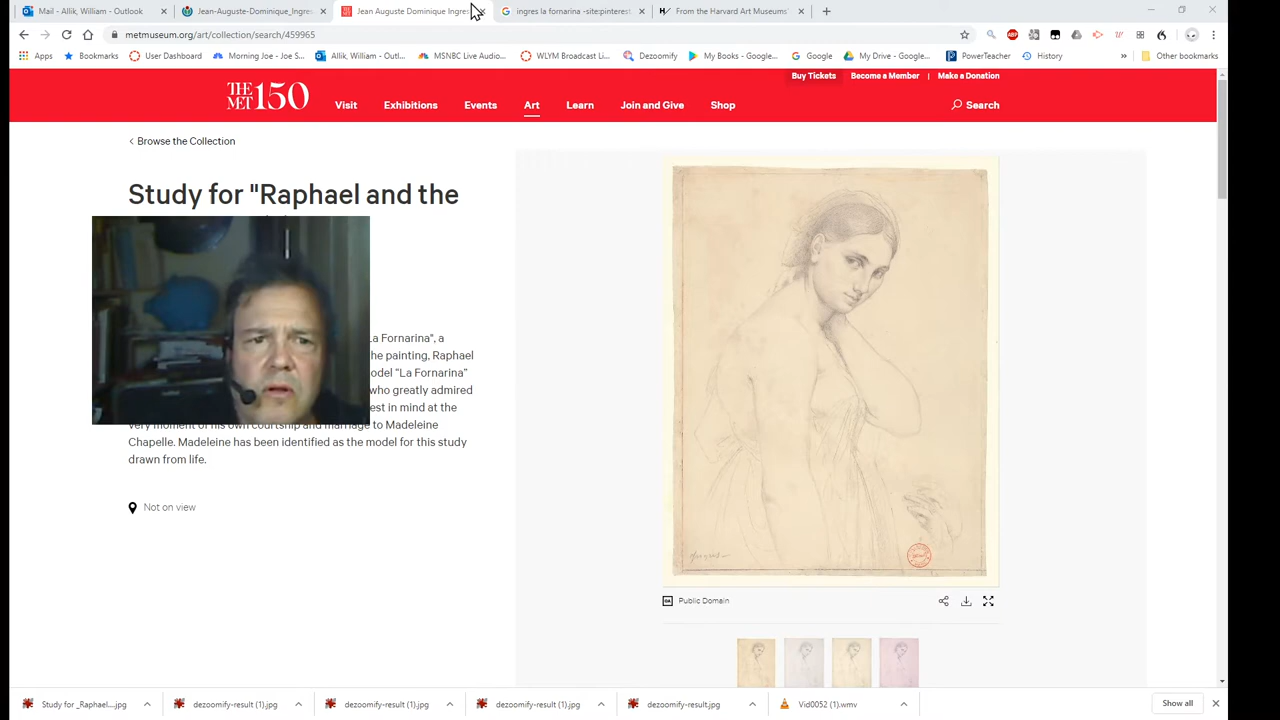 Mail - Allik, William - Outlook
Jean-Auguste-Dominique_Ingres
Jean Auguste Dominique Ingres
ingres la fornarina -site:pinterest.
From the Harvard Art Museums'
metmuseum.org/art/collection/search/459965
Apps
Bookmarks
Morning Joe - Joe S...
Allik, William - Outl...
MSNBC Live Audio...
WLYM Broadcast Li...
Dezoomify
My Books - Google...
Google
My Drive - Google...
PowerTeacher
History
»
Other bookmarks
Buy Tickets
Become a Member
Make a Donation
THE MET 150
Visit
Exhibitions
Events
Art
Learn
Join and Give
Shop
Search
Browse the Collection
Study for "Raphael and the
La Fornarina", a
the painting, Raphael
model "La Fornarina"
who greatly admired
in mind at the
very moment of his own courtship and marriage to Madeleine
Chapelle. Madeleine has been identified as the model for this study
drawn from life.
Not on view
OA
Public Domain
Study for _Raphael....jpg
dezoomify-result (1).jpg
dezoomify-result (1).jpg
dezoomify-result (1).jpg
dezoomify-result.jpg
Vid0052 (1).wmv
Show all